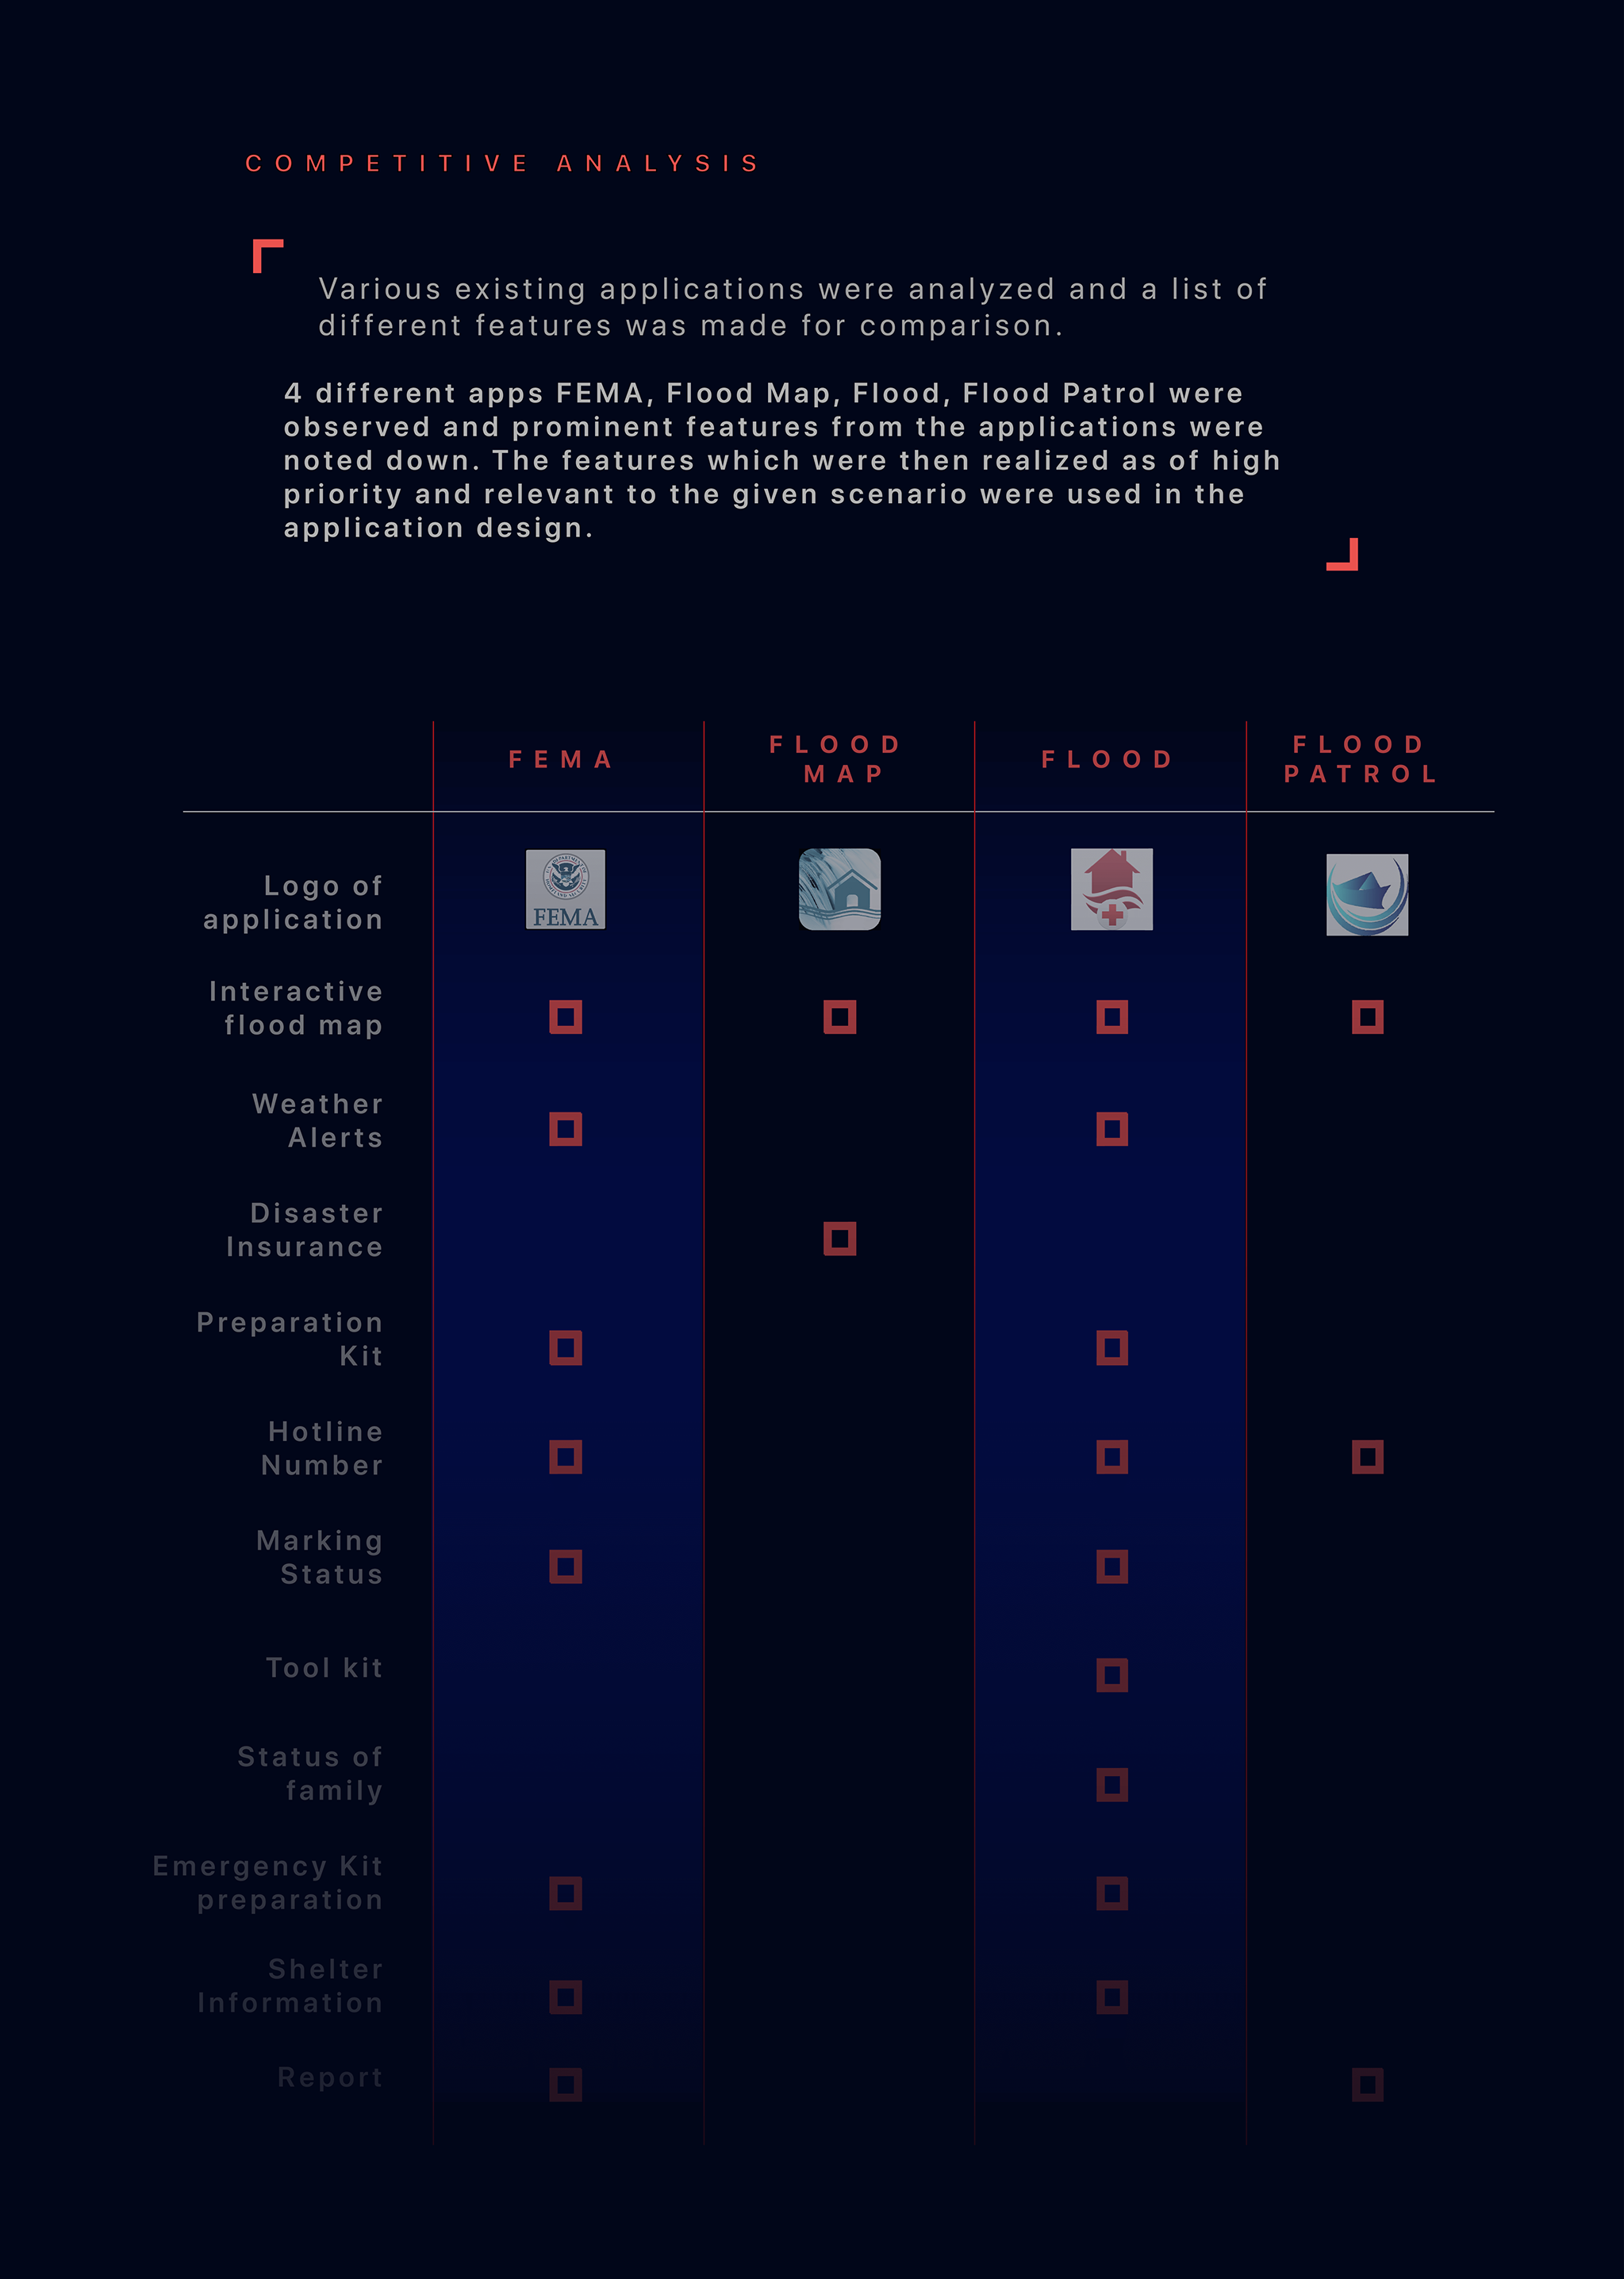 COMPETITIVE ANALYSIS
Various existing applications were analyzed and a list of
different features was made for comparison.
4 different apps FEMA, Flood Map, Flood, Flood Patrol were
observed and prominent features from the applications were
noted down. The features which were then realized as of high
priority and relevant to the given scenario were used in the
application design.
FEMA
FLOOD
MAP
FLOOD
FLOOD
PATROL
Logo of
application
FEMA
Interactive
flood map
Weather
Alerts
Disaster
Insurance
Preparation
Kit
Hotline
Number
Marking
Status
Tool kit
Status of
family
Emergency Kit
preparation
Shelter
Information
Report